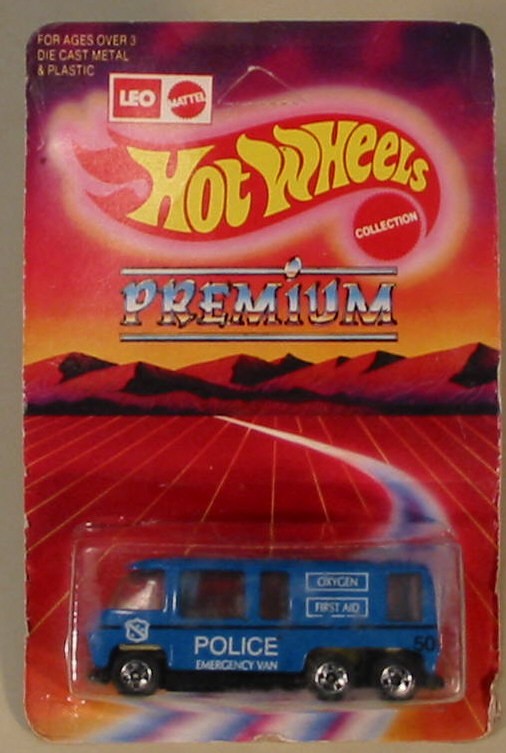 FOR AGES OVER 3
DIE CAST METAL
& PLASTIC
LEO MATTEL
HOT WHEELS
COLLECTION
PREMIUM
OXYGEN
FIRST AID
POLICE
EMERGENCY VAN
50